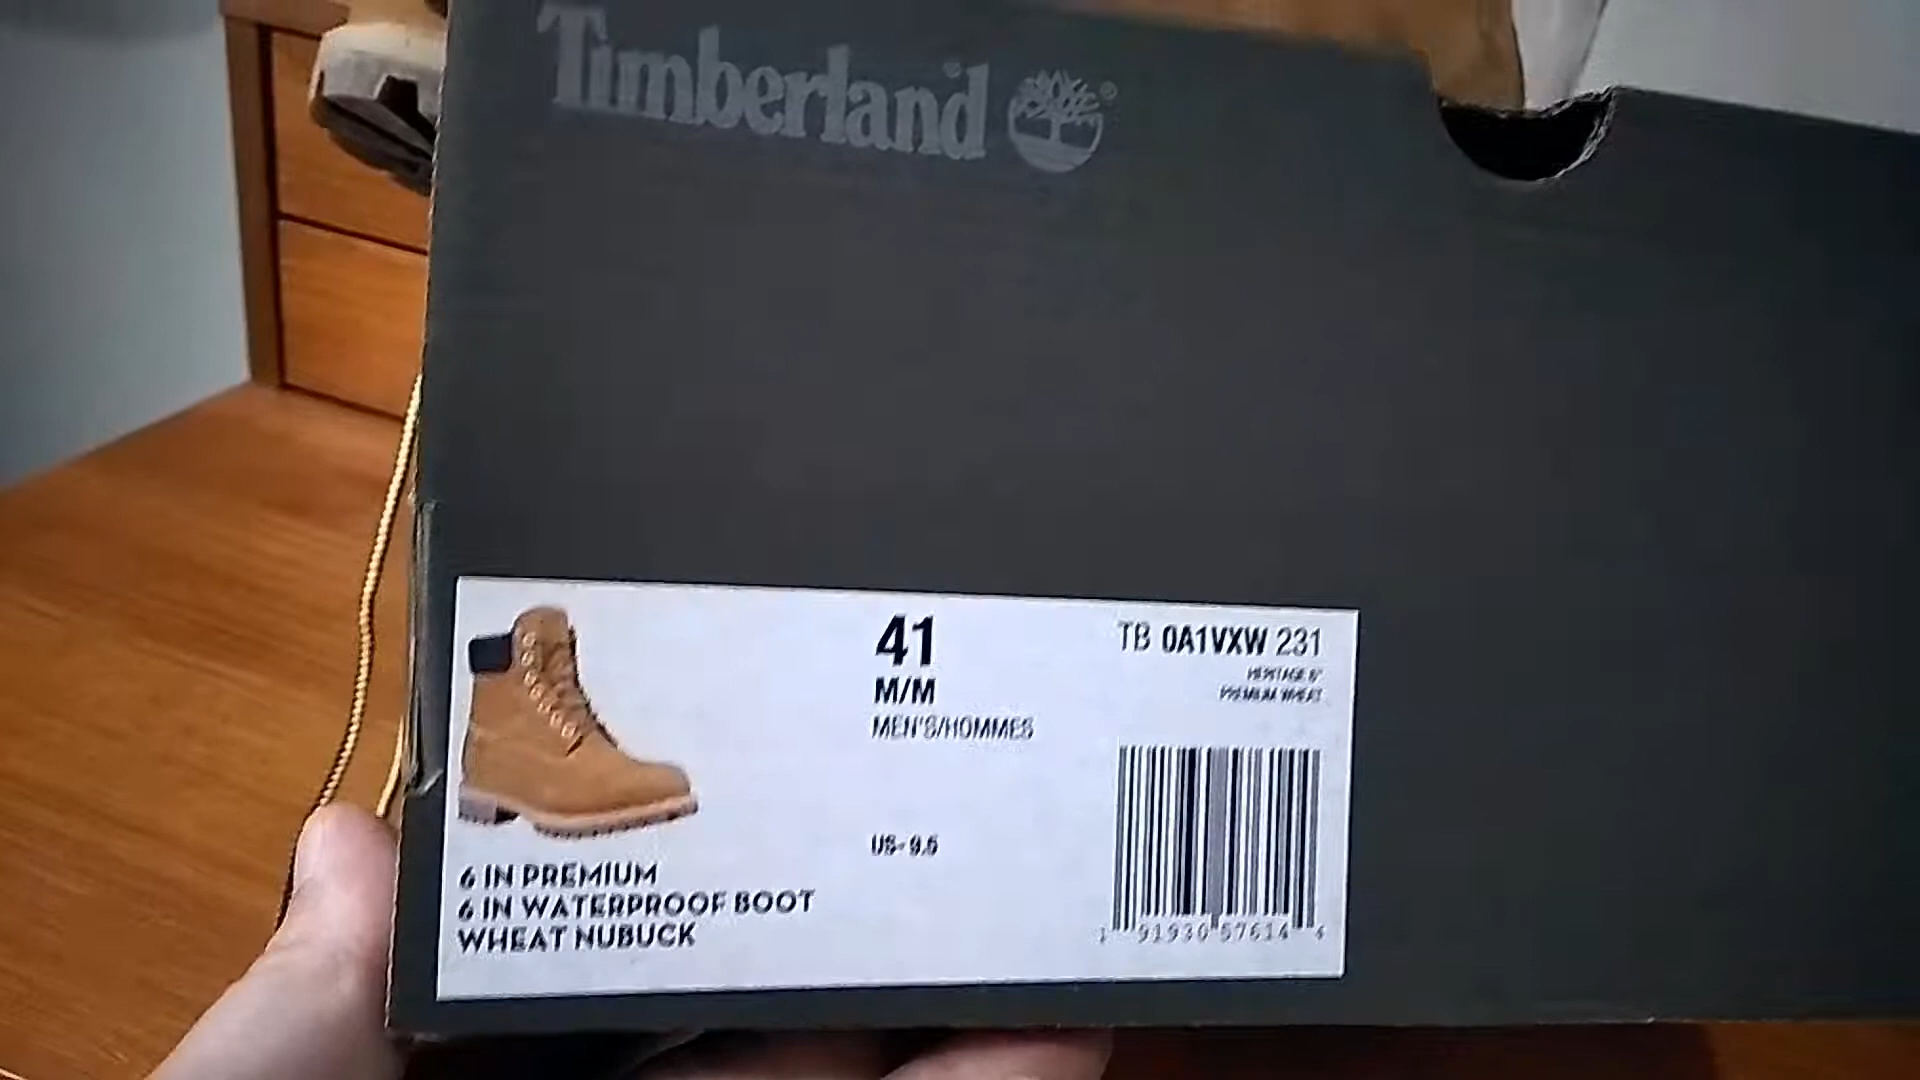 Timberland ®
41
M/M
MEN'S/HOMMES
TB 0A1VXW 231
HERITAGE 6"
PREMIUM WHEAT
US- 9.5
6 IN PREMIUM
6 IN WATERPROOF BOOT
WHEAT NUBUCK
1 91930 57614 4